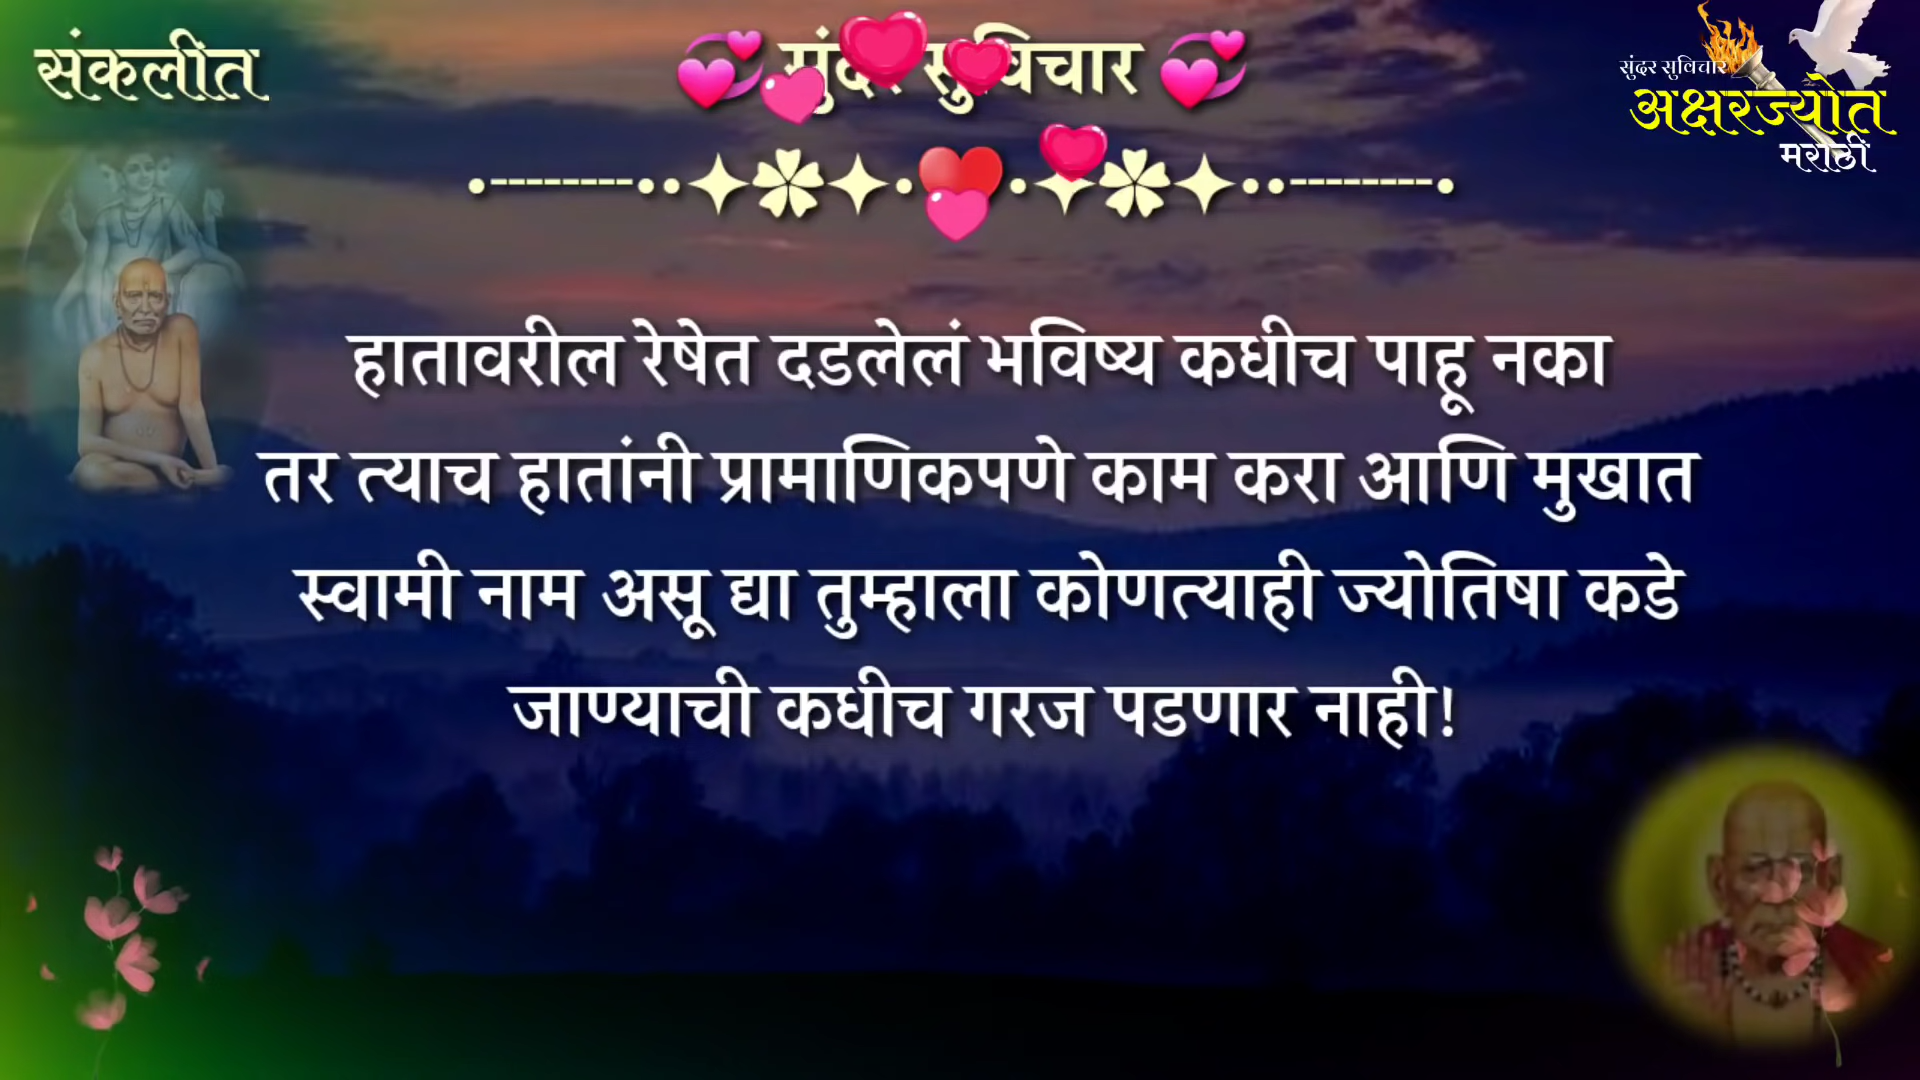 संकलीत
सुंदर सुविचार
सुंदर सुविचार
अक्षरज्योत
मराठी
हातावरील रेषेत दडलेलं भविष्य कधीच पाहू नका
तर त्याच हातांनी प्रामाणिकपणे काम करा आणि मुखात
स्वामी नाम असू द्या तुम्हाला कोणत्याही ज्योतिषा कडे
जाण्याची कधीच गरज पडणार नाही!